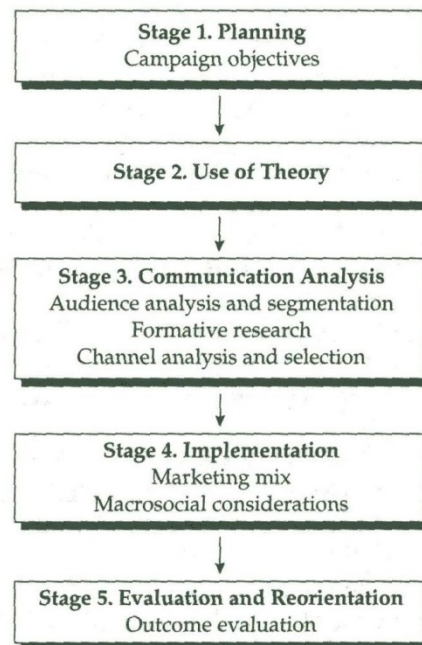 Stage 1. Planning
Campaign objectives
Stage 2. Use of Theory
Stage 3. Communication Analysis
Audience analysis and segmentation
Formative research
Channel analysis and selection
Stage 4. Implementation
Marketing mix
Macrosocial considerations
Stage 5. Evaluation and Reorientation
Outcome evaluation